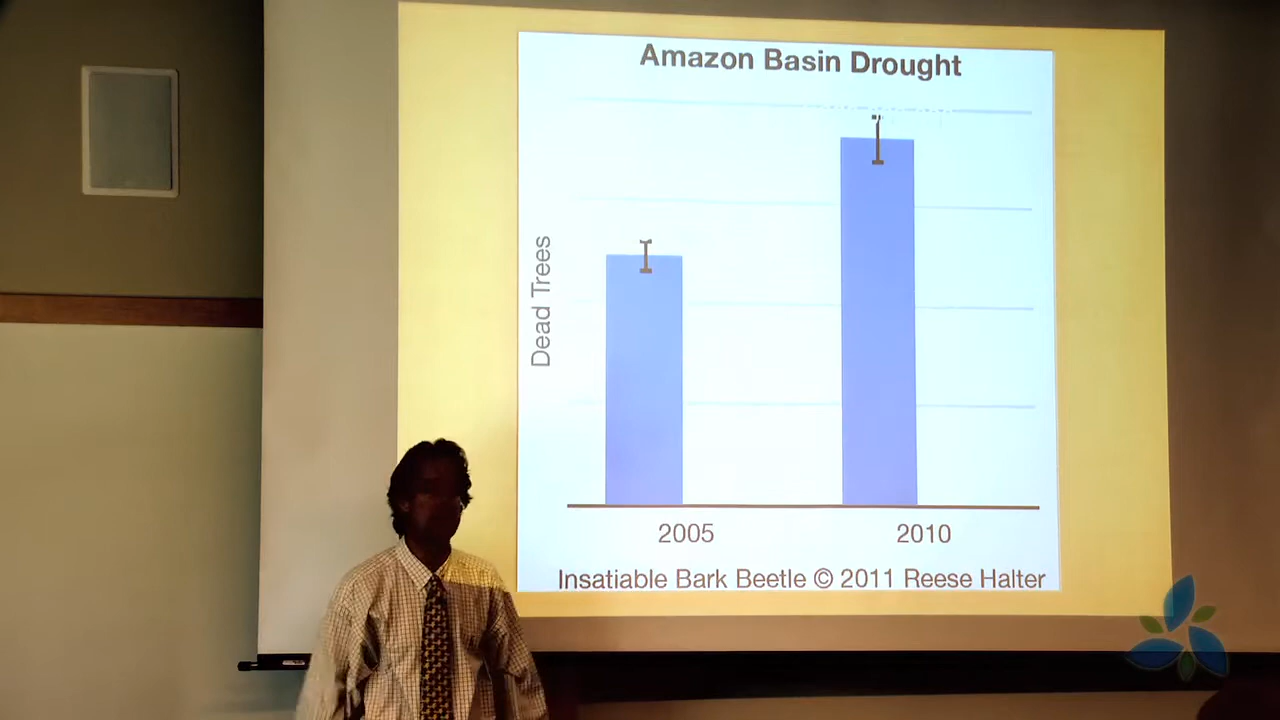 Amazon Basin Drought
Dead Trees
2005 2010
Insatiable Bark Beetle © 2011 Reese Halter